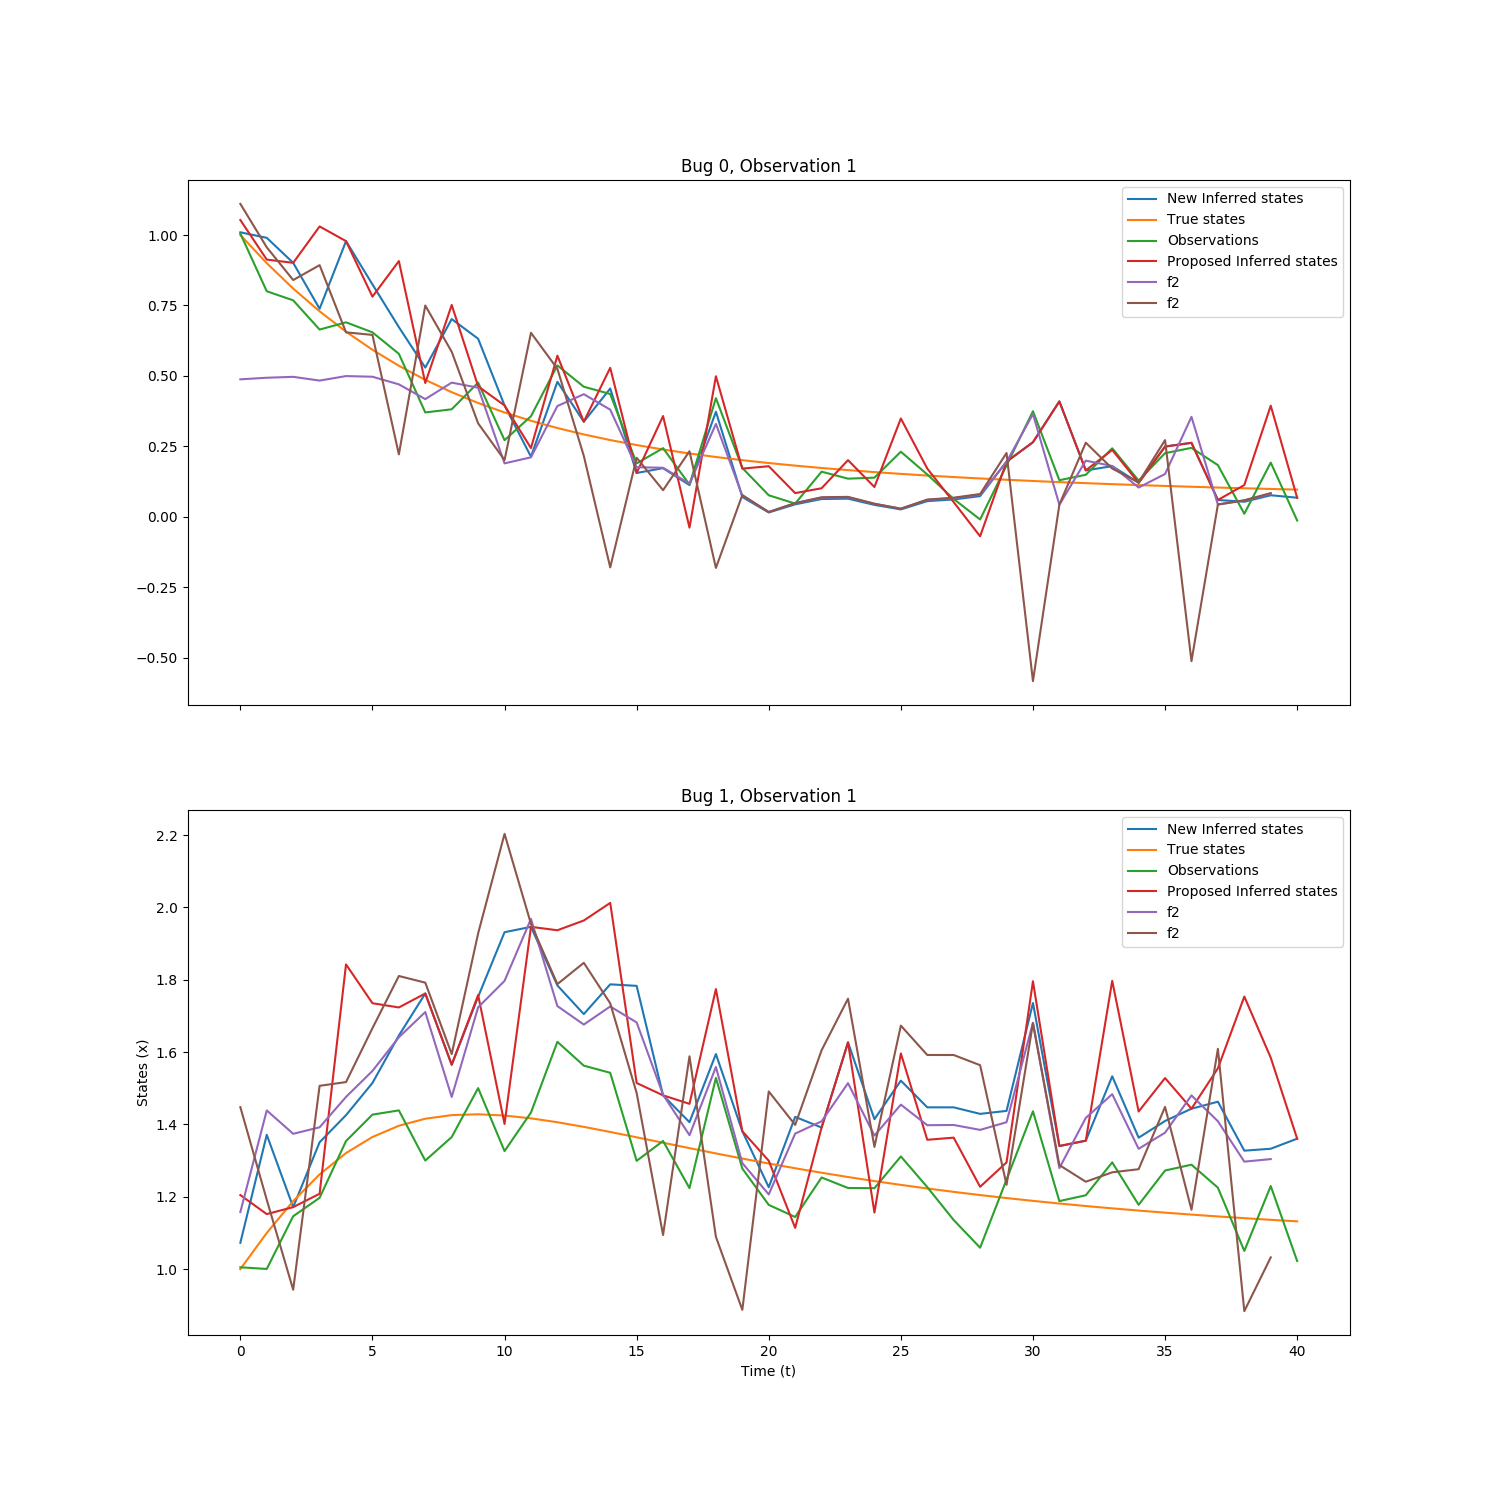 Bug 0, Observation 1
New Inferred states
True states
Observations
Proposed Inferred states
f2
f2
1.00
0.75
0.50
0.25
0.00
−0.25
−0.50
Bug 1, Observation 1
New Inferred states
True states
Observations
Proposed Inferred states
f2
f2
States (x)
2.2
2.0
1.8
1.6
1.4
1.2
1.0
0 5 10 15 20 25 30 35 40
Time (t)